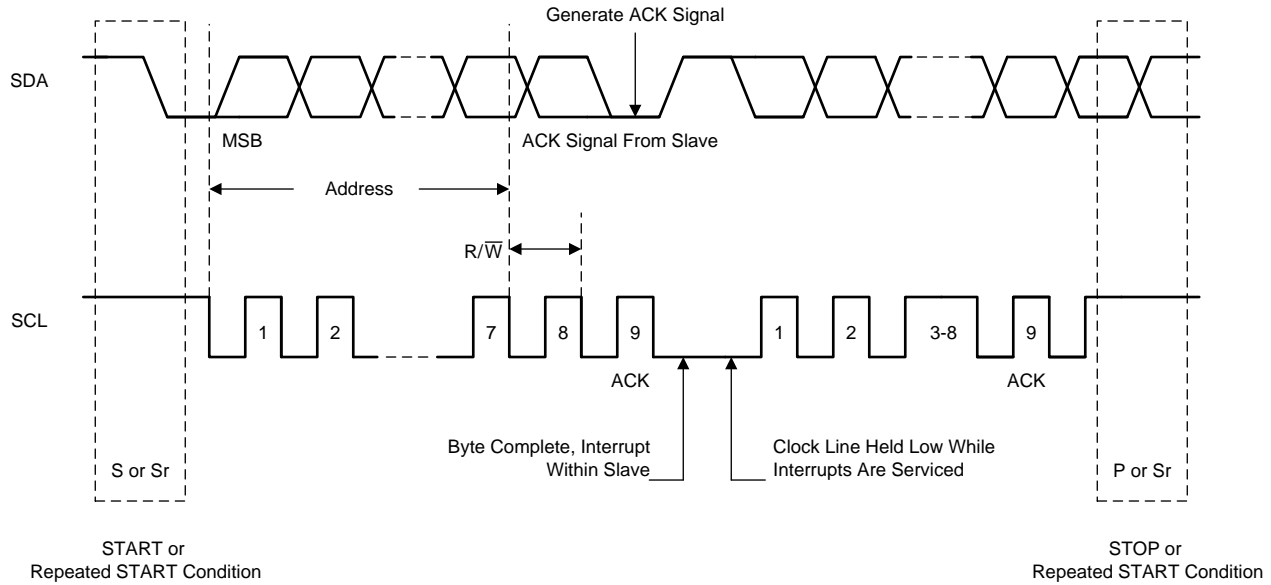 Generate ACK Signal
SDA
MSB
ACK Signal From Slave
Address
R/W̅
SCL
1
2
7
8
9
1
2
3-8
9
ACK
ACK
Byte Complete, Interrupt
Within Slave
Clock Line Held Low While
Interrupts Are Serviced
S or Sr
P or Sr
START or
Repeated START Condition
STOP or
Repeated START Condition